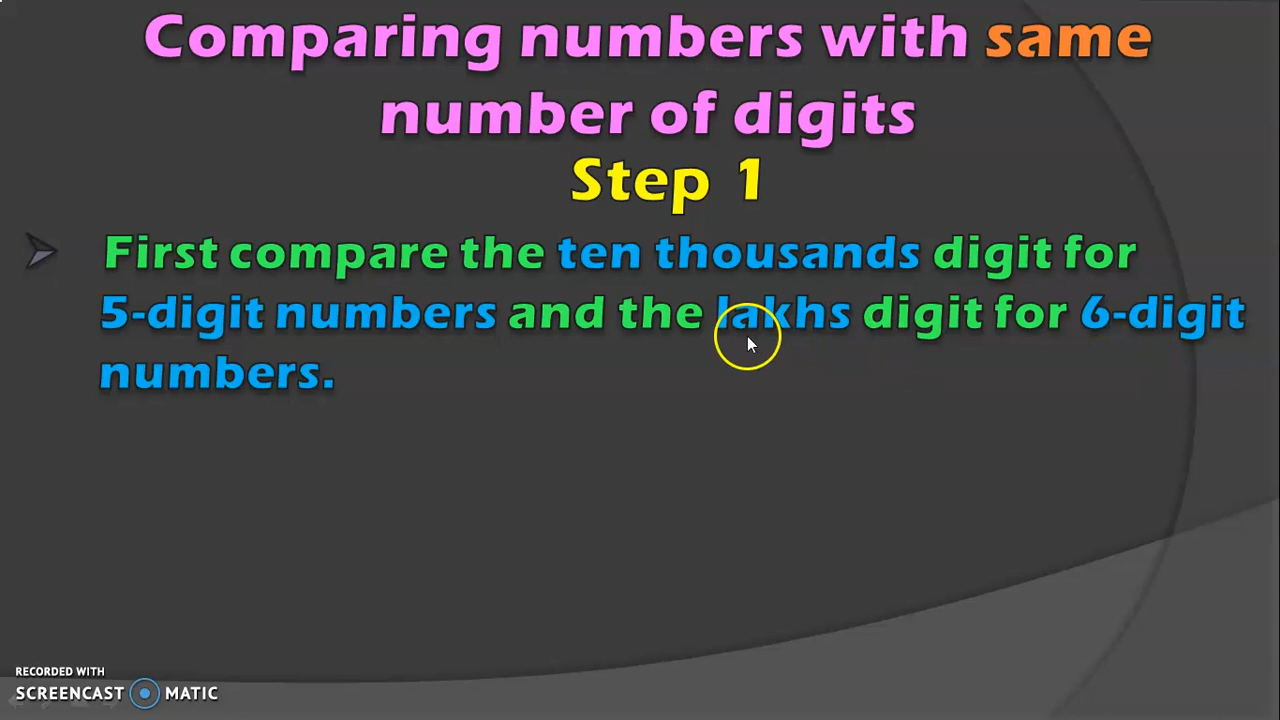 Comparing numbers with same
number of digits
Step 1
First compare the ten thousands digit for
5-digit numbers and the lakhs digit for 6-digit
numbers.
RECORDED WITH
SCREENCAST MATIC